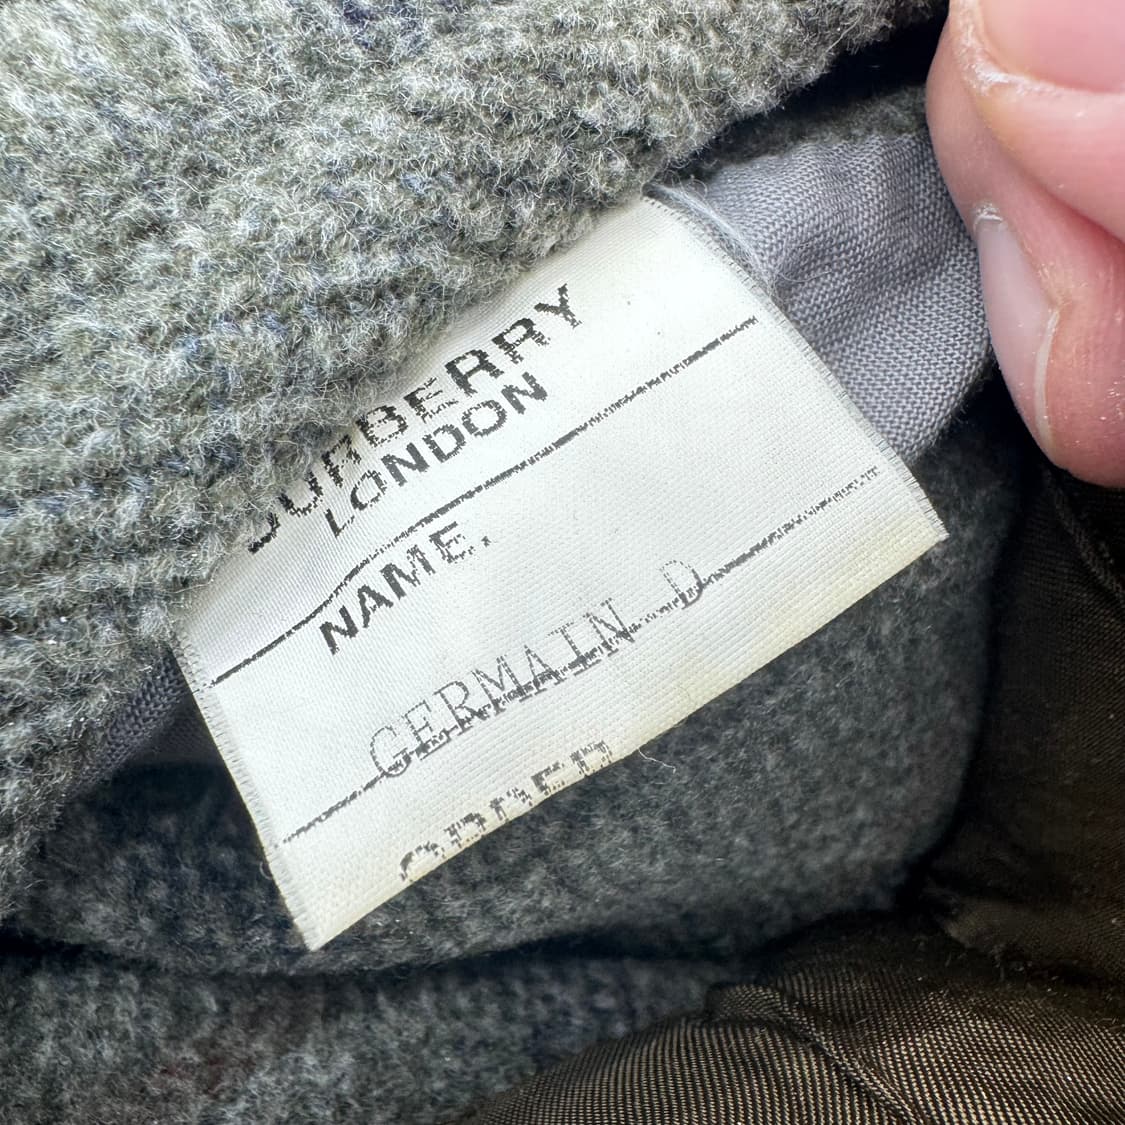 BURBERRY
LONDON
NAME.
GERMAIN D